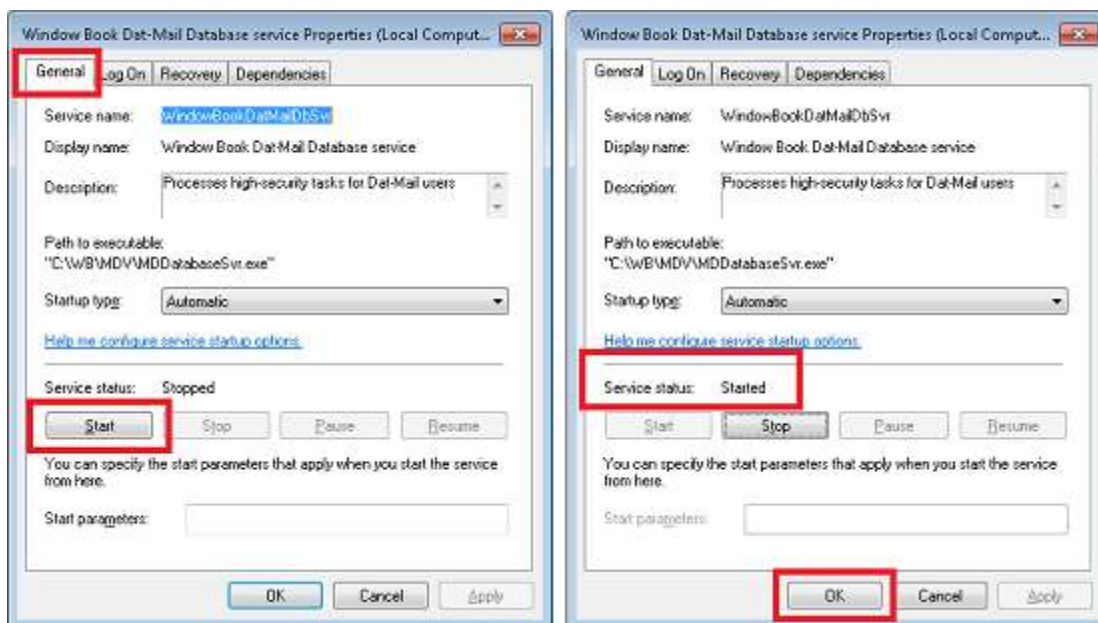 Window Book Dat-Mail Database service Properties (Local Comput...
General Log On Recovery Dependencies
Service name: WindowBookDatMailDbSvr
Display name: Window Book Dat-Mail Database service
Description: Processes high-security tasks for Dat-Mail users
Path to executable:
"C:\WB\MDV\MDDatabaseSvr.exe"
Startup type: Automatic
Help me configure service startup options.
Service status: Stopped
Start Stop Pause Resume
You can specify the start parameters that apply when you start the service
from here.
Start parameters:
OK Cancel Apply
Window Book Dat-Mail Database service Properties (Local Comput...
General Log On Recovery Dependencies
Service name: WindowBookDatMailDbSvr
Display name: Window Book Dat-Mail Database service
Description: Processes high-security tasks for Dat-Mail users
Path to executable:
"C:\WB\MDV\MDDatabaseSvr.exe"
Startup type: Automatic
Help me configure service startup options.
Service status: Started
Start Stop Pause Resume
You can specify the start parameters that apply when you start the service
from here.
Start parameters:
OK Cancel Apply